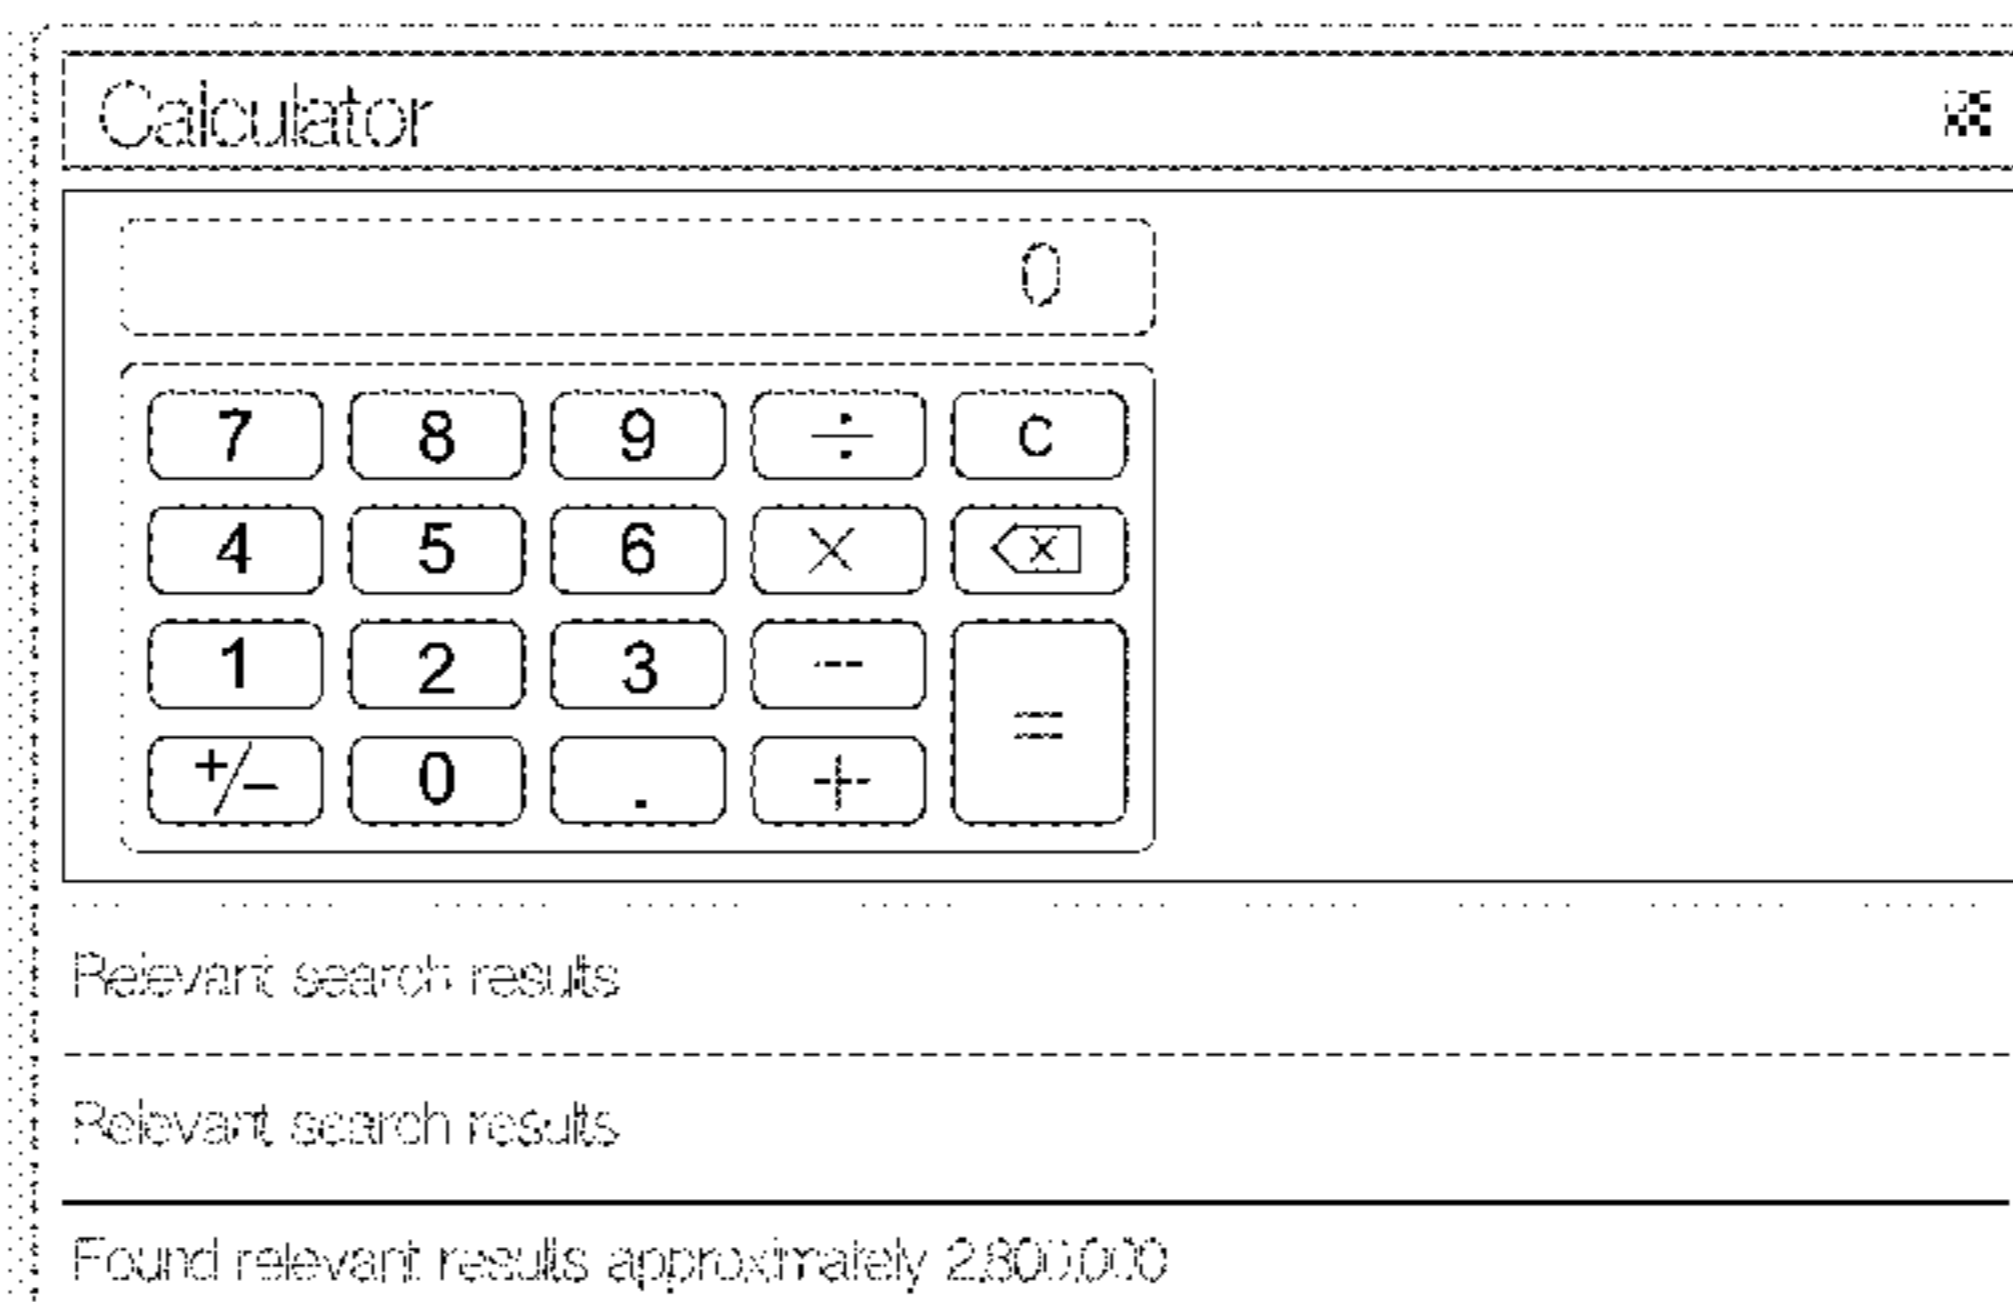 Calculator
0
7 8 9 ÷ C
4 5 6 × x
1 2 3 −
+/− 0 . + =
Relevant search results
Relevant search results
Found relevant results approximately 2,800,000